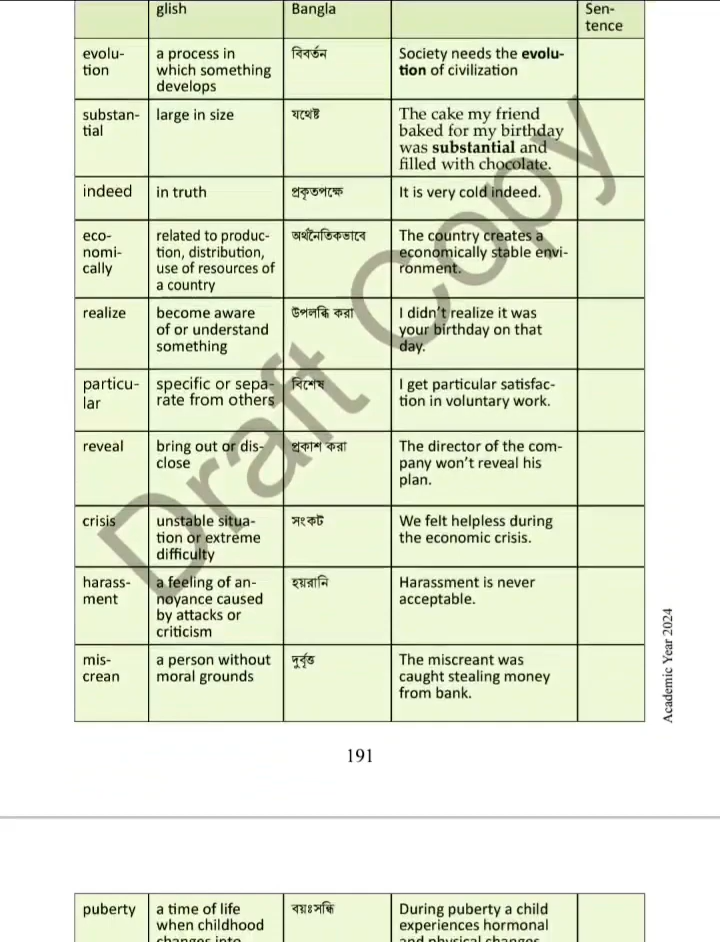 glish Bangla Sen-
tence
evolu- a process in বিবর্তন Society needs the evolu-
tion which something tion of civilization
develops
substan- large in size যথেষ্ট The cake my friend
tial baked for my birthday
was substantial and
filled with chocolate.
indeed in truth প্রকৃতপক্ষে It is very cold indeed.
eco- related to produc- অর্থনৈতিকভাবে The country creates a
nomi- tion, distribution, economically stable envi-
cally use of resources of ronment.
a country
realize become aware উপলব্ধি করা I didn't realize it was
of or understand your birthday on that
something day.
particu- specific or sepa- বিশেষ I get particular satisfac-
lar rate from others tion in voluntary work.
reveal bring out or dis- প্রকাশ করা The director of the com-
close pany won't reveal his
plan.
crisis unstable situa- সংকট We felt helpless during
tion or extreme the economic crisis.
difficulty
harass- a feeling of an- হয়রানি Harassment is never
ment noyance caused acceptable.
by attacks or
criticism
mis- a person without দুর্বৃত্ত The miscreant was
crean moral grounds caught stealing money
from bank.
Draft Copy
Academic Year 2024
191
puberty a time of life বয়ঃসন্ধি During puberty a child
when childhood experiences hormonal
changes into and physical changes